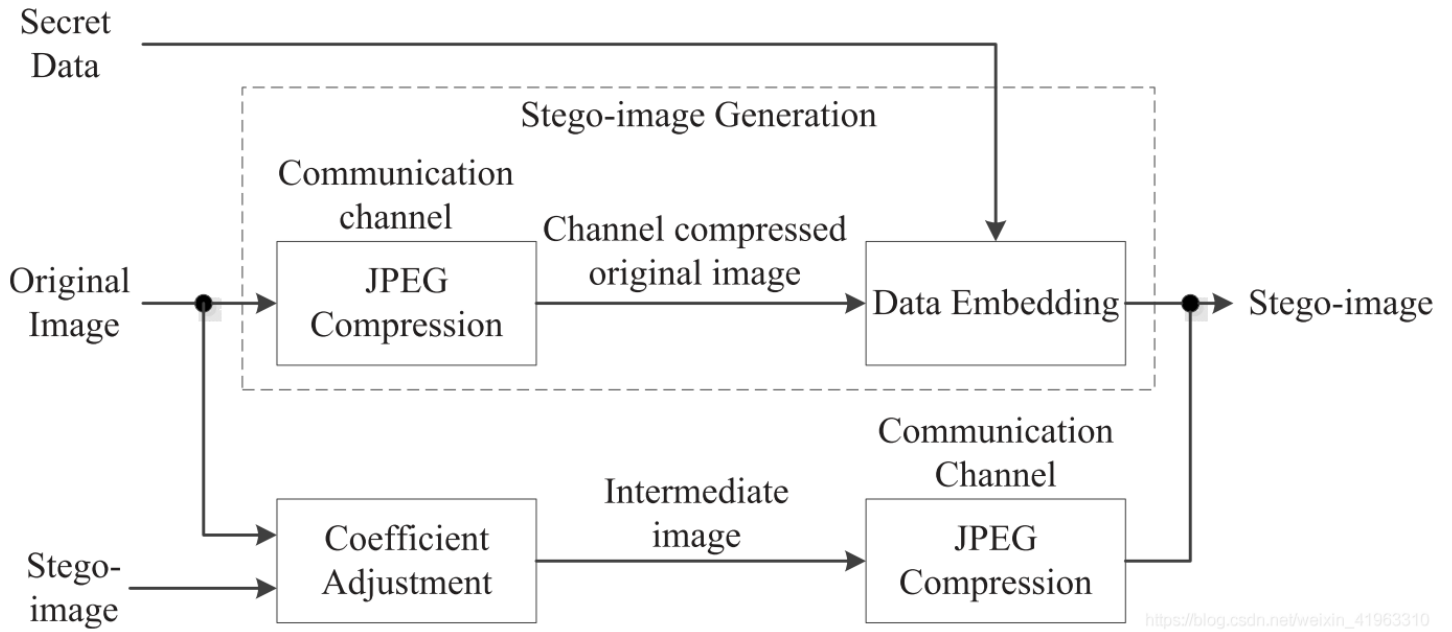 Secret
Data
Stego-image Generation
Communication
channel
JPEG
Compression
Channel compressed
original image
Data Embedding
Original
Image
Stego-image
Communication
Channel
Coefficient
Adjustment
Intermediate
image
JPEG
Compression
Stego-
image
https://blog.csdn.net/weixin_41963310